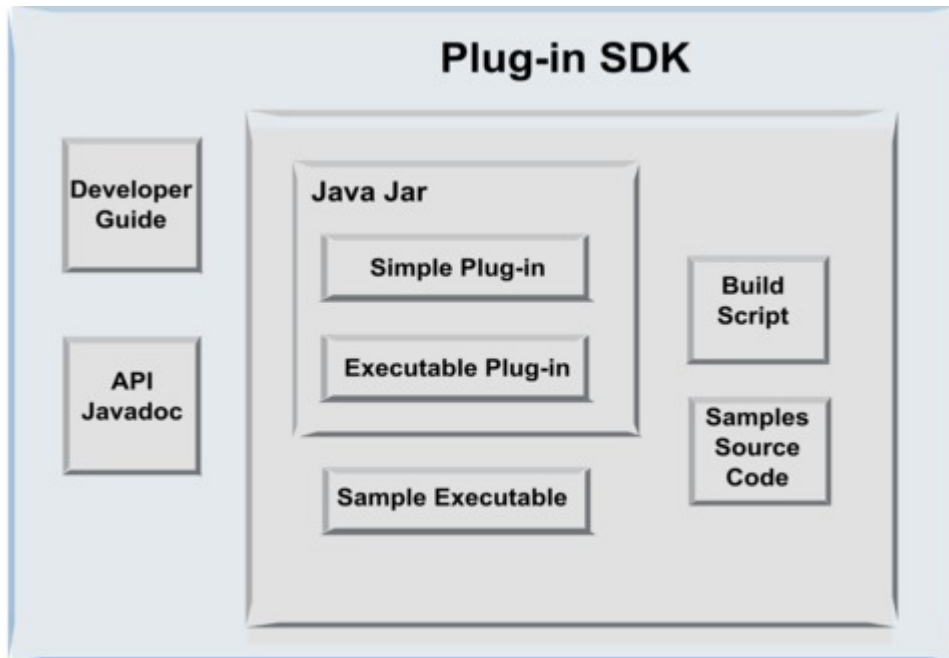 Plug-in SDK
Developer
Guide
API
Javadoc
Java Jar
Simple Plug-in
Executable Plug-in
Sample Executable
Build
Script
Samples
Source
Code